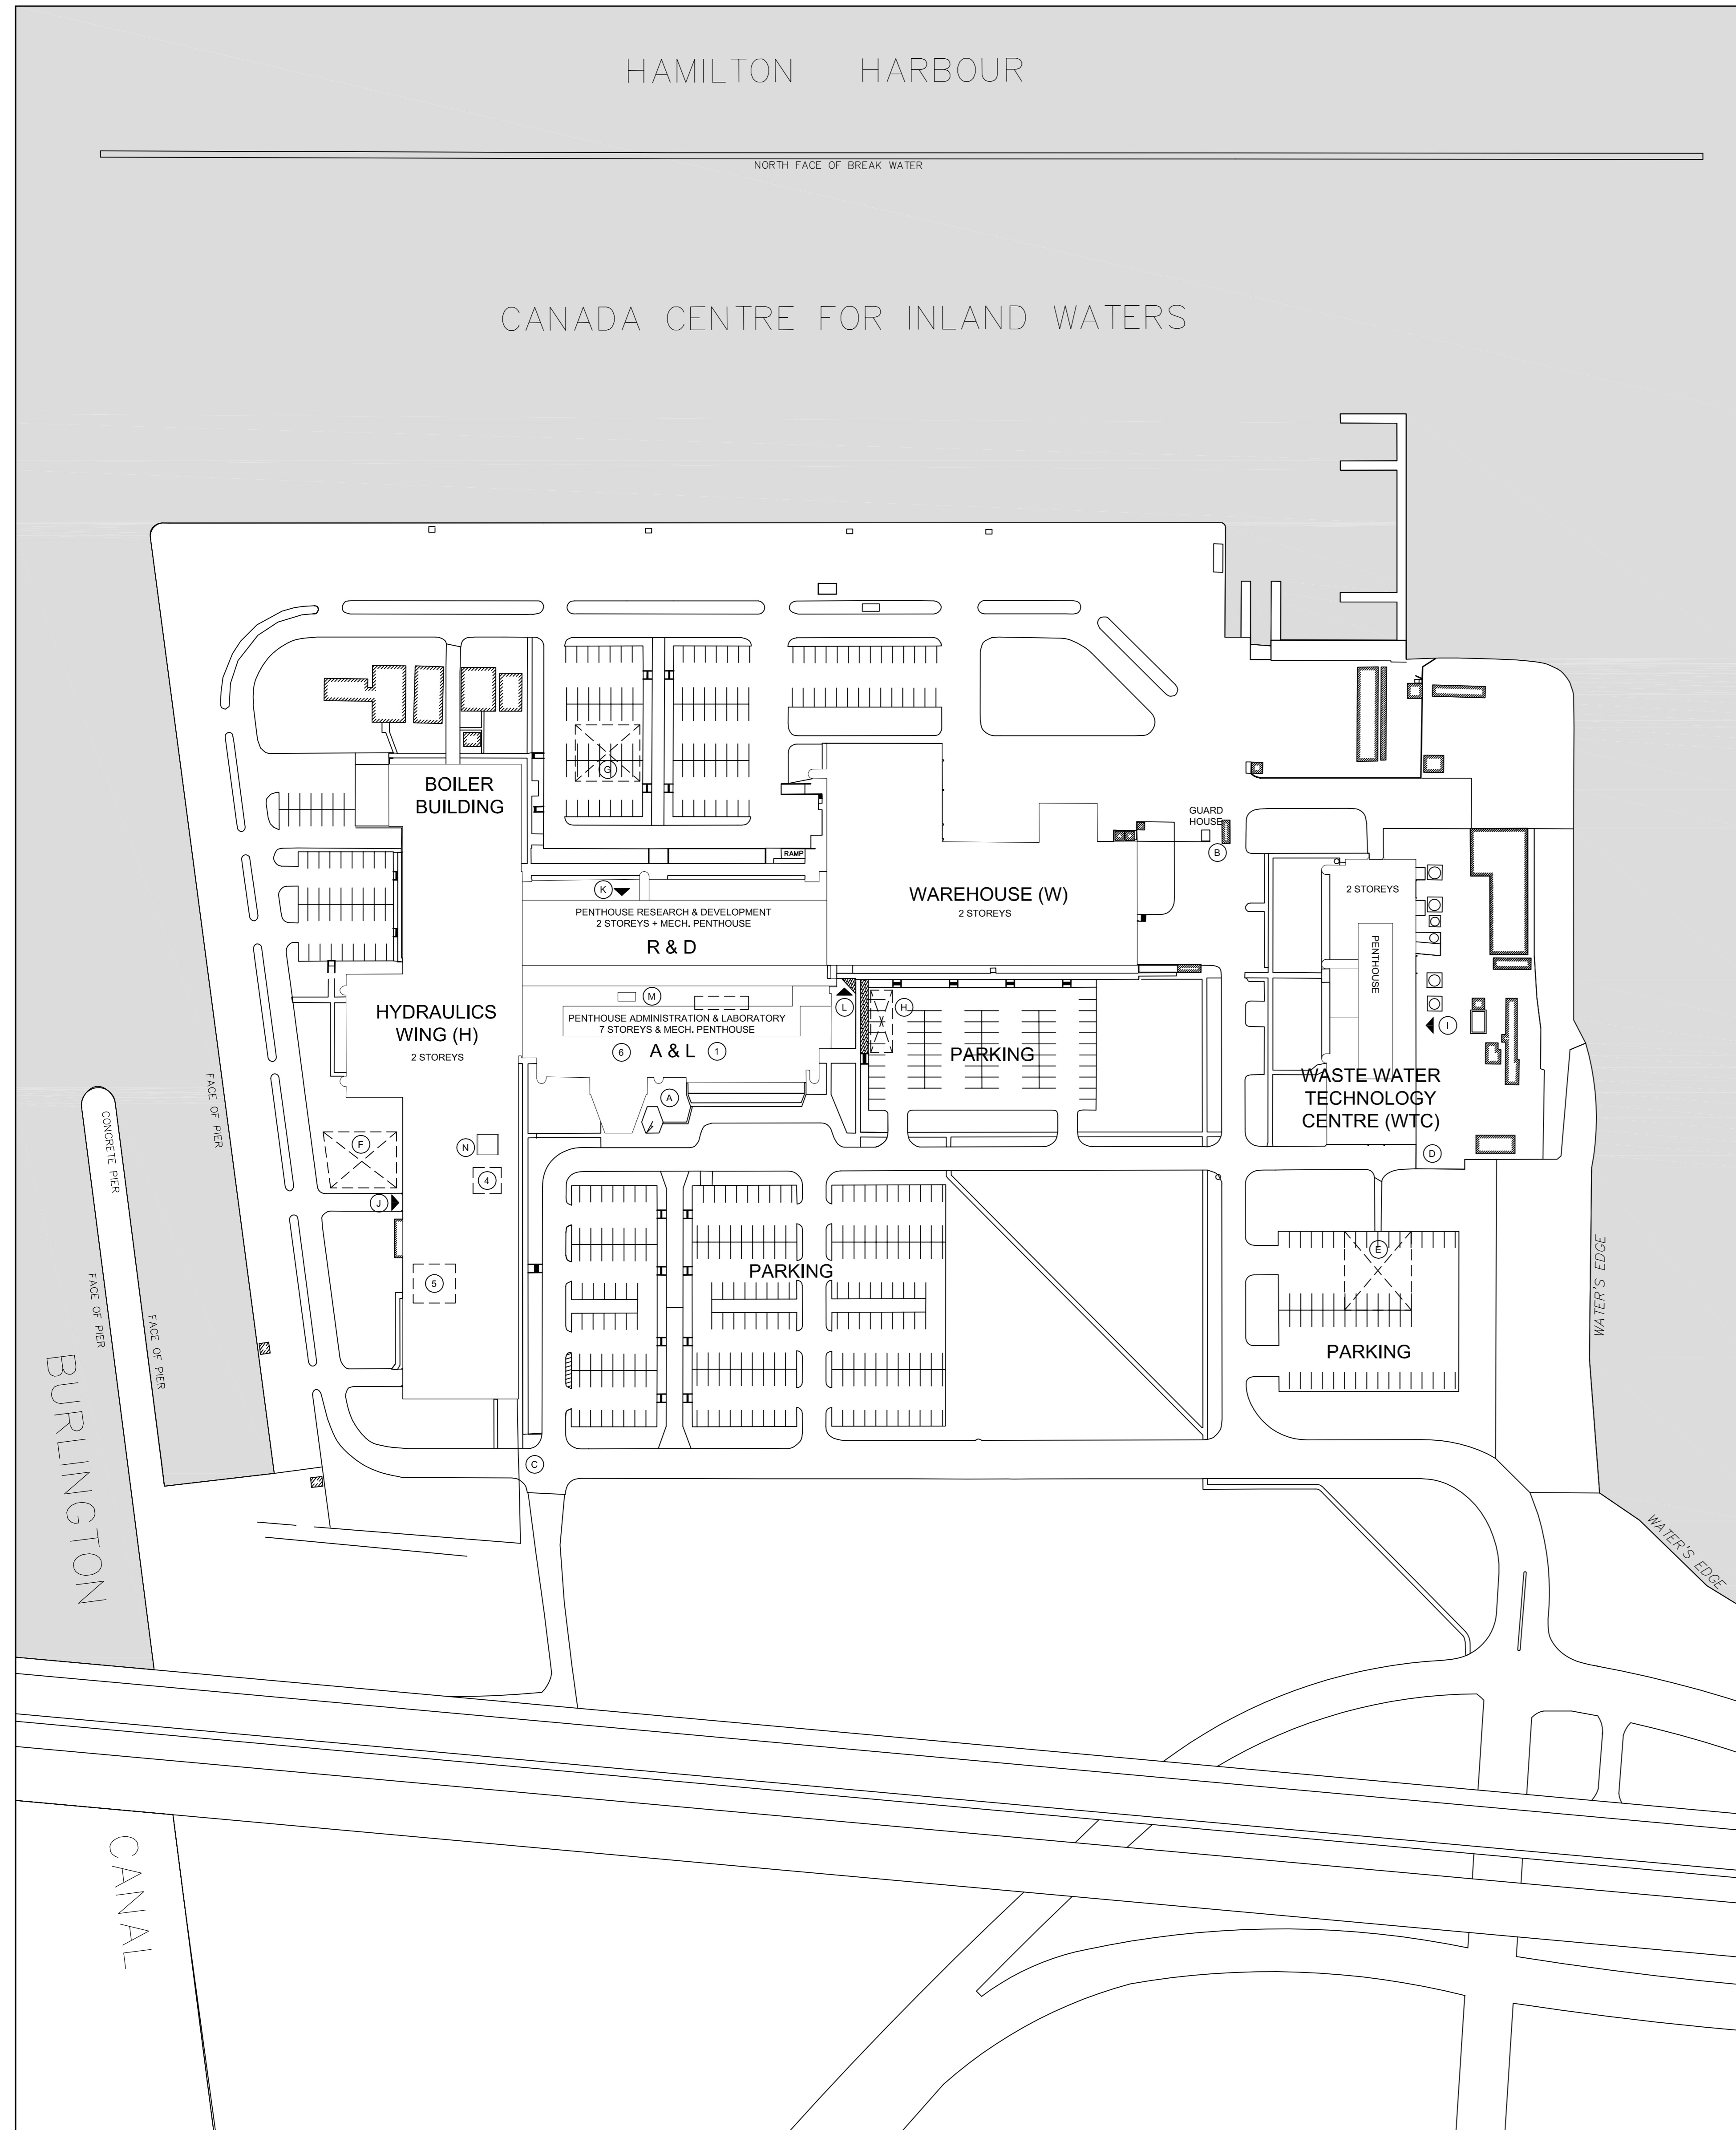 HAMILTON HARBOUR
NORTH FACE OF BREAK WATER
CANADA CENTRE FOR INLAND WATERS
BOILER
BUILDING
G
GUARD
HOUSE
B
RAMP
K
PENTHOUSE RESEARCH & DEVELOPMENT
2 STOREYS + MECH. PENTHOUSE
R & D
WAREHOUSE (W)
2 STOREYS
2 STOREYS
PENTHOUSE
HYDRAULICS
WING (H)
2 STOREYS
M
PENTHOUSE ADMINISTRATION & LABORATORY
7 STOREYS & MECH. PENTHOUSE
6
A & L
1
L
H
PARKING
I
WASTE WATER
TECHNOLOGY
CENTRE (WTC)
D
A
FACE OF PIER
CONCRETE PIER
F
N
4
J
5
PARKING
E
PARKING
WATER'S EDGE
FACE OF PIER
FACE OF PIER
C
WATER'S EDGE
BURLINGTON
CANAL